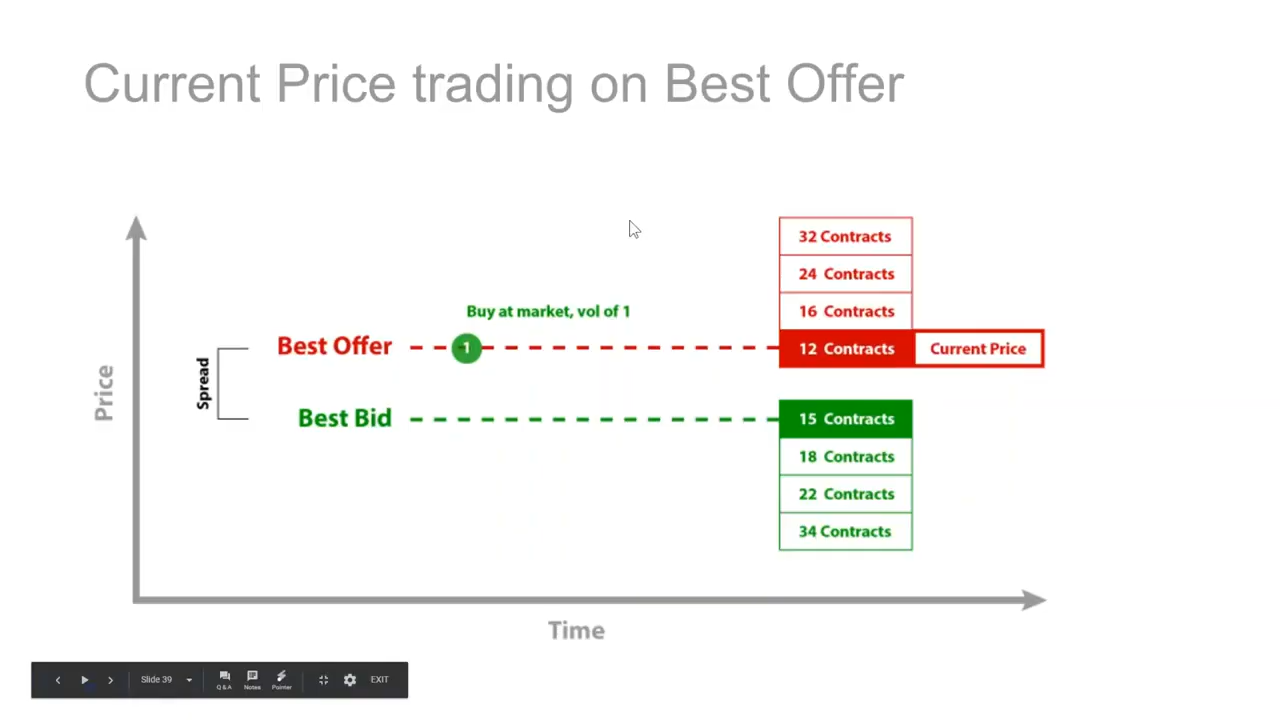 Current Price trading on Best Offer
32 Contracts
24 Contracts
Buy at market, vol of 1
16 Contracts
Best Offer
1
12 Contracts
Current Price
Spread
Price
Best Bid
15 Contracts
18 Contracts
22 Contracts
34 Contracts
Time
Slide 39
Q & A
Notes
Pointer
EXIT